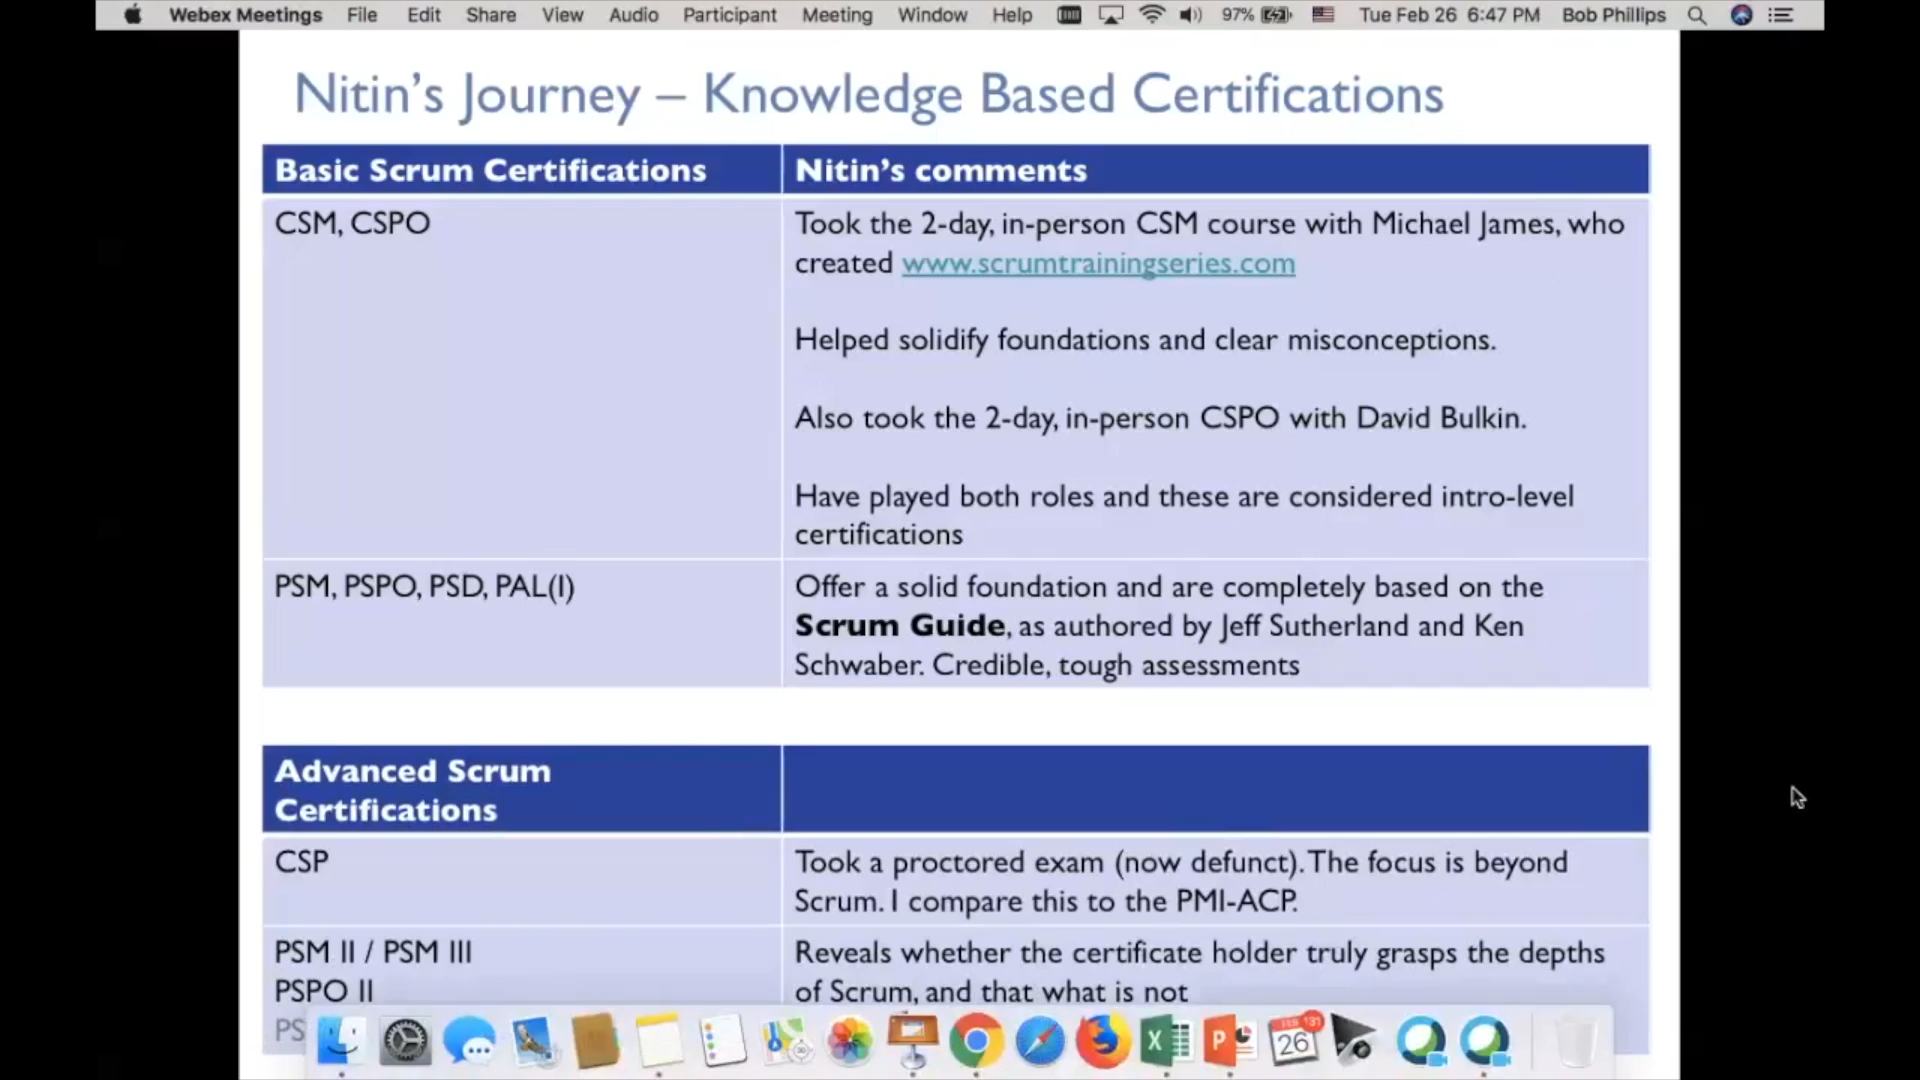 Webex Meetings File Edit Share View Audio Participant Meeting Window Help 97% Tue Feb 26 6:47 PM Bob Phillips
Nitin's Journey – Knowledge Based Certifications
Basic Scrum Certifications
Nitin's comments
CSM, CSPO
Took the 2-day, in-person CSM course with Michael James, who
created www.scrumtrainingseries.com
Helped solidify foundations and clear misconceptions.
Also took the 2-day, in-person CSPO with David Bulkin.
Have played both roles and these are considered intro-level
certifications
PSM, PSPO, PSD, PAL(I)
Offer a solid foundation and are completely based on the
Scrum Guide, as authored by Jeff Sutherland and Ken
Schwaber. Credible, tough assessments
Advanced Scrum
Certifications
CSP
Took a proctored exam (now defunct). The focus is beyond
Scrum. I compare this to the PMI-ACP.
PSM II / PSM III
PSPO II
PS
Reveals whether the certificate holder truly grasps the depths
of Scrum, and that what is not
FEB 131
26